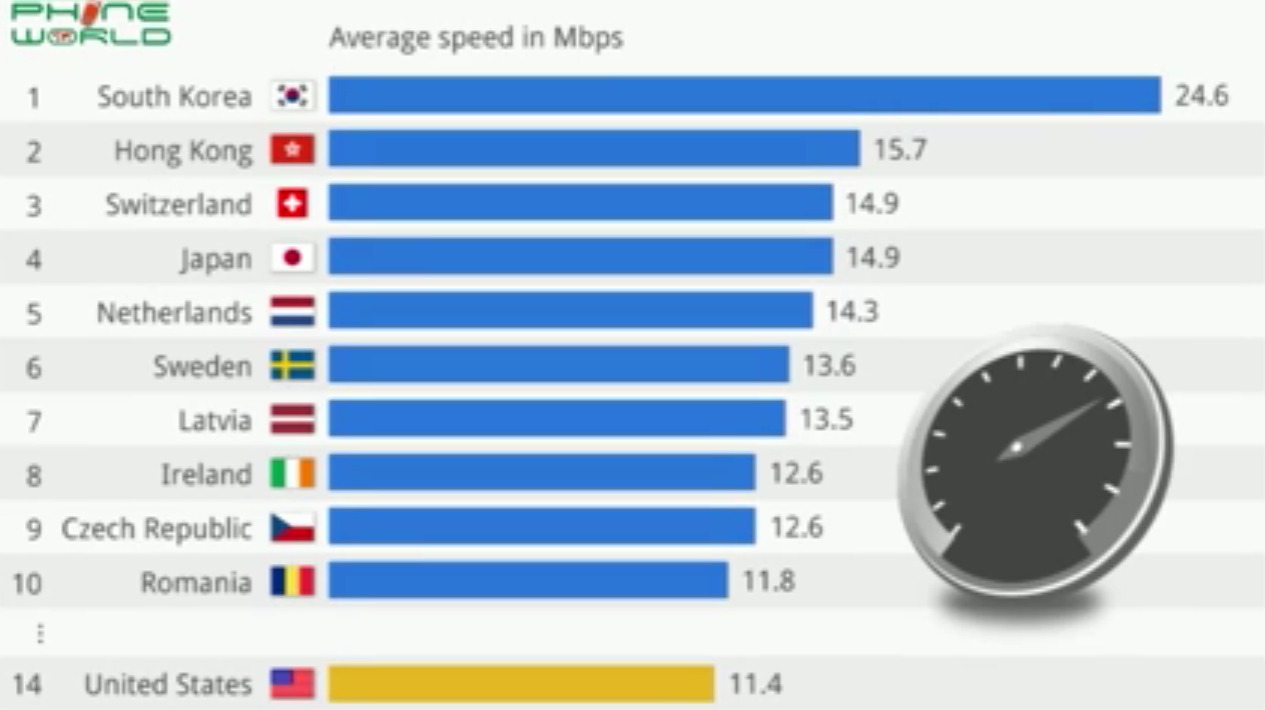 PHONE
WORLD
Average speed in Mbps
1 South Korea 24.6
2 Hong Kong 15.7
3 Switzerland 14.9
4 Japan 14.9
5 Netherlands 14.3
6 Sweden 13.6
7 Latvia 13.5
8 Ireland 12.6
9 Czech Republic 12.6
10 Romania 11.8
⋮
14 United States 11.4